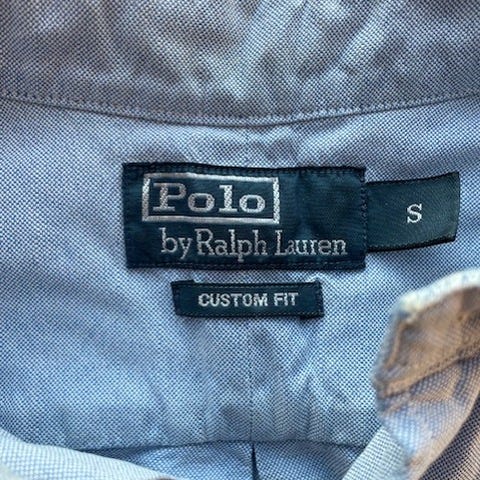 Polo
by Ralph Lauren
S
CUSTOM FIT